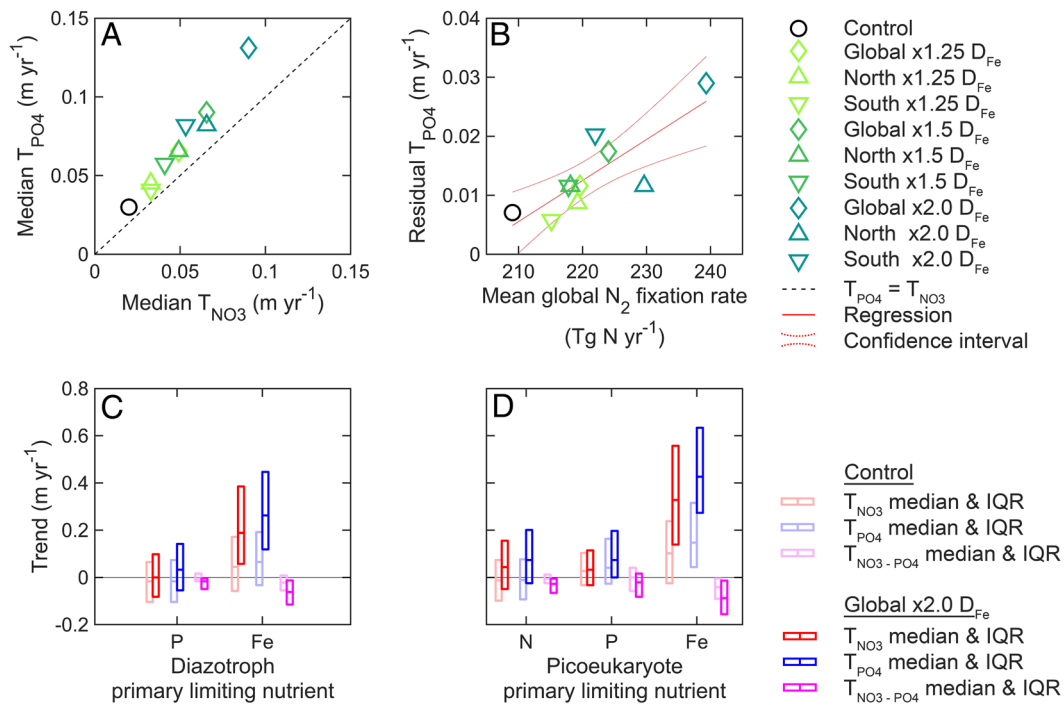 A
0.15
0.1
0.05
0
0
0.05
0.1
0.15
Median T_PO4 (m yr⁻¹)
Median T_NO3 (m yr⁻¹)
B
0.04
0.03
0.02
0.01
0
210
220
230
240
Residual T_PO4 (m yr⁻¹)
Mean global N₂ fixation rate
(Tg N yr⁻¹)
Control
Global x1.25 D_Fe
North x1.25 D_Fe
South x1.25 D_Fe
Global x1.5 D_Fe
North x1.5 D_Fe
South x1.5 D_Fe
Global x2.0 D_Fe
North x2.0 D_Fe
South x2.0 D_Fe
T_PO4 = T_NO3
Regression
Confidence interval
C
0.8
0.6
0.4
0.2
0
-0.2
Trend (m yr⁻¹)
P
Fe
Diazotroph
primary limiting nutrient
D
N
P
Fe
Picoeukaryote
primary limiting nutrient
Control
T_NO3 median & IQR
T_PO4 median & IQR
T_NO3 - PO4 median & IQR
Global x2.0 D_Fe
T_NO3 median & IQR
T_PO4 median & IQR
T_NO3 - PO4 median & IQR